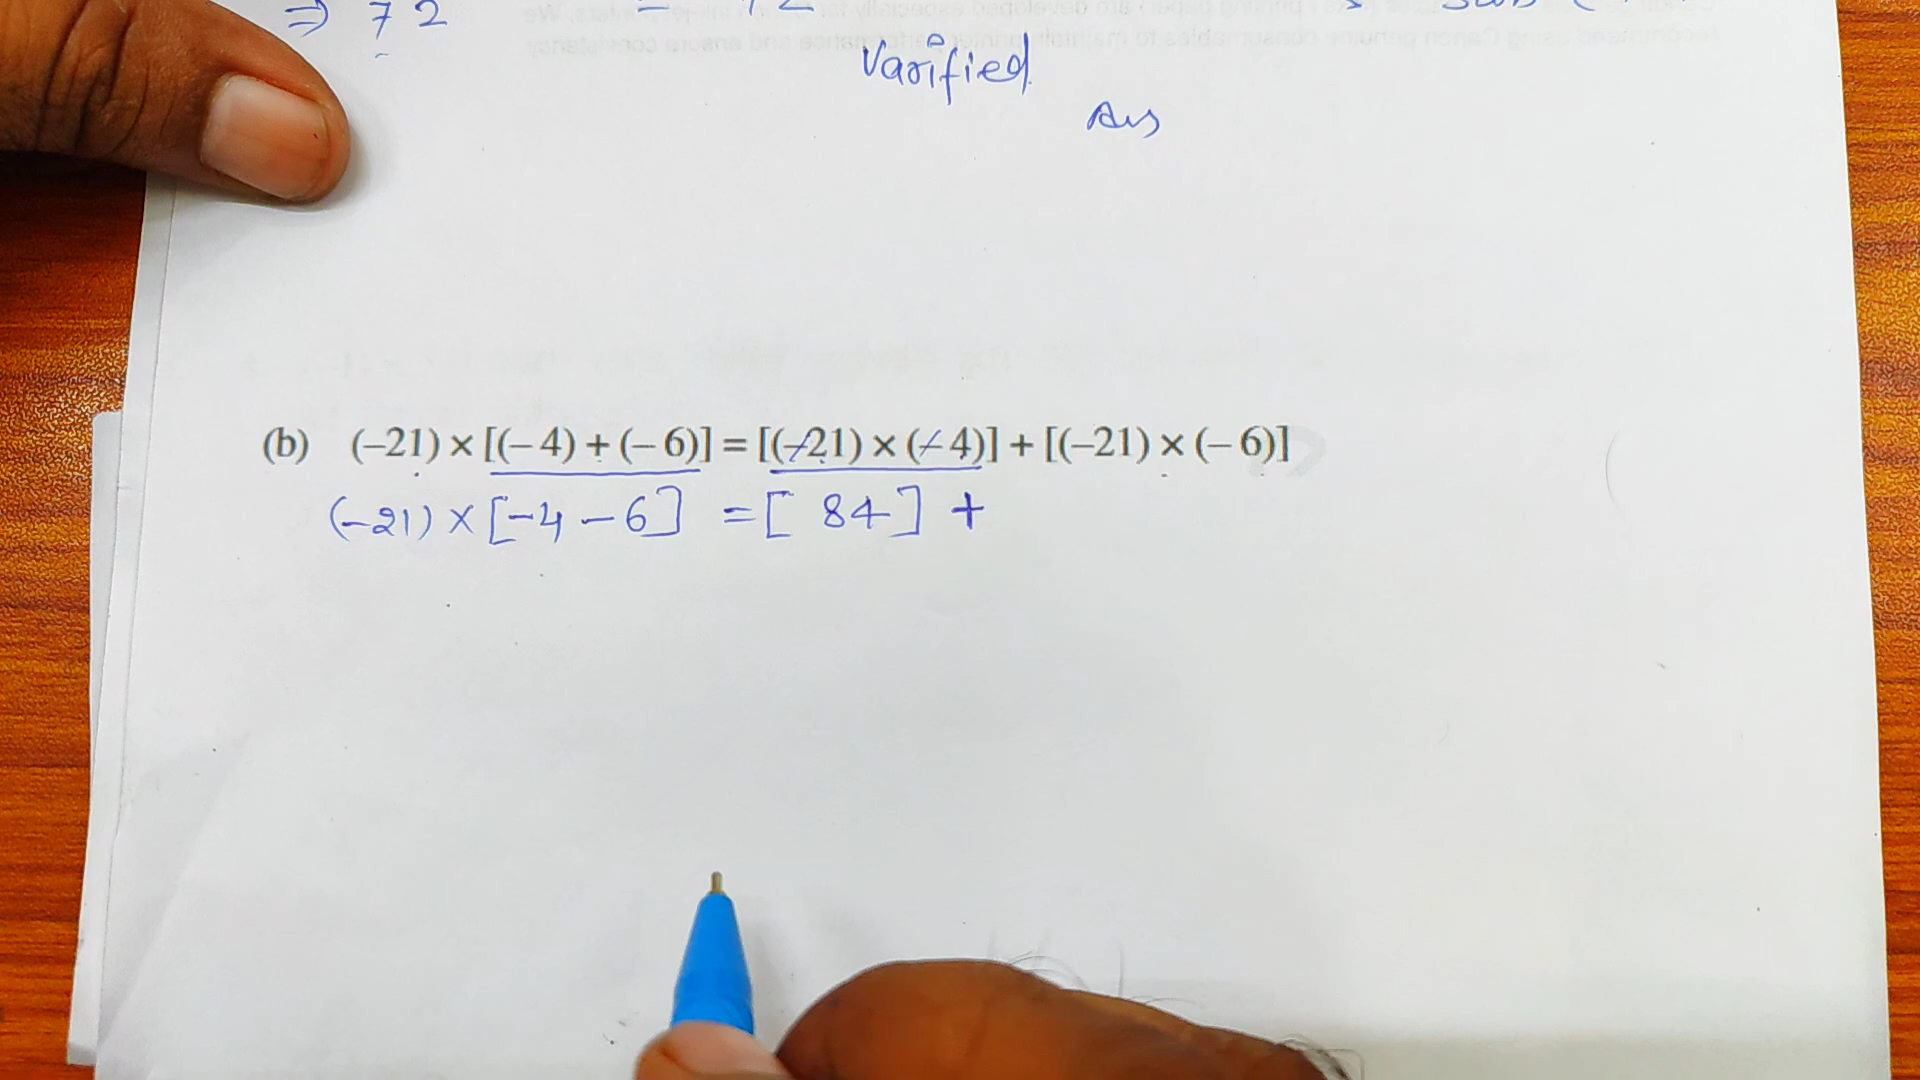 ⇒ 72
Varified
Ans
(b) (–21) × [(– 4) + (– 6)] = [(–21) × (– 4)] + [(–21) × (– 6)]
(-21) × [-4 - 6] = [ 84 ] +